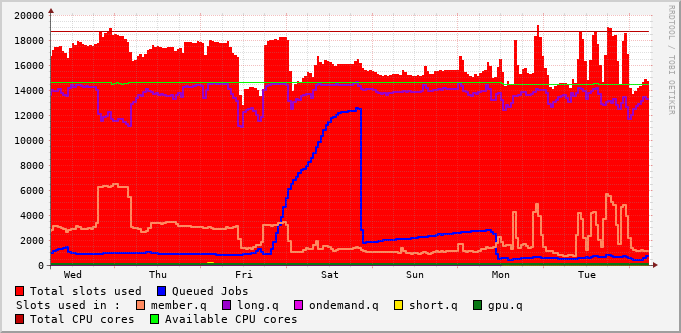 20000
18000
16000
14000
12000
10000
8000
6000
4000
2000
0
Wed Thu Fri Sat Sun Mon Tue
RRDTOOL / TOBI OETIKER
Total slots used Queued Jobs
Slots used in : member.q long.q ondemand.q short.q gpu.q
Total CPU cores Available CPU cores